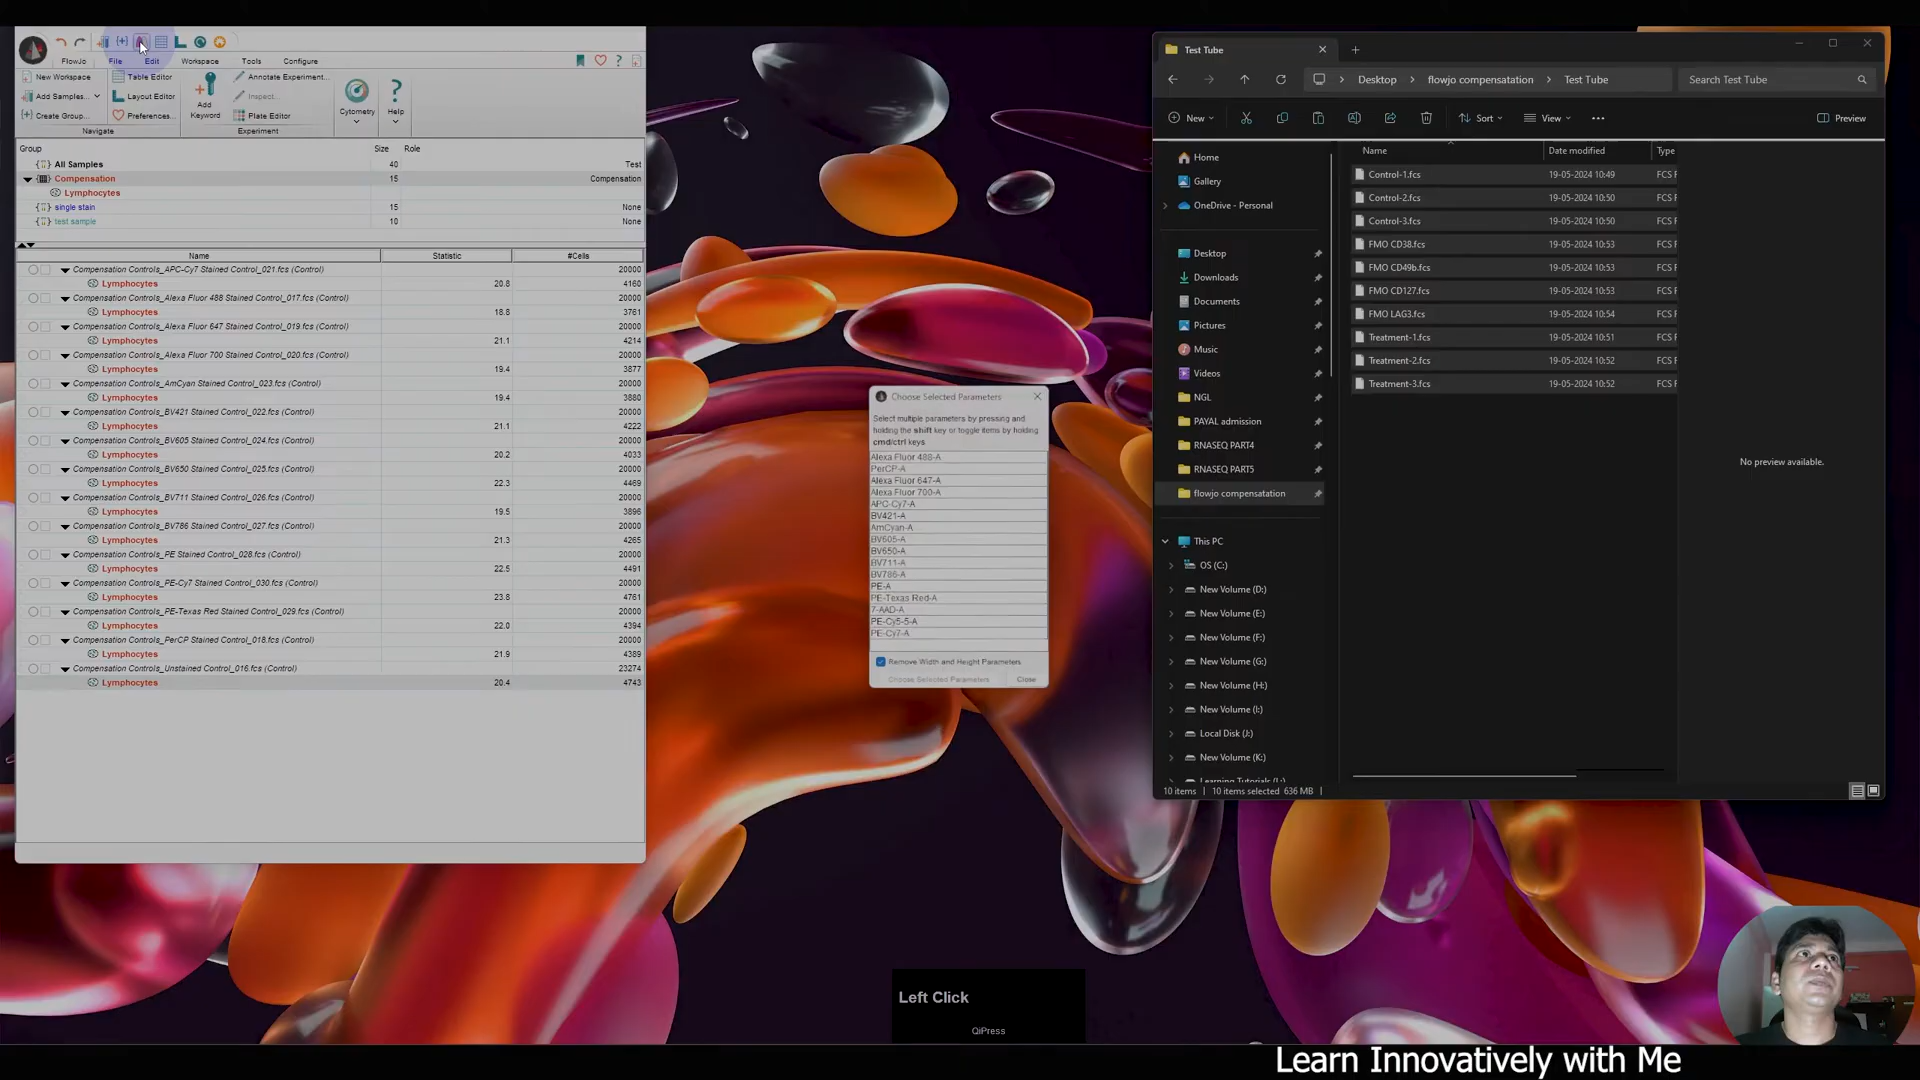 FlowJo File Edit Workspace Tools Configure
New Workspace Table Editor Annotate Experiment...
Add Samples... Layout Editor Add Keyword Inspect... Cytometry Help
Create Group... Preferences... Plate Editor
Navigate Experiment
Group Size Role
All Samples 40 Test
Compensation 15 Compensation
Lymphocytes
single stain 15 None
test sample 10 None
Name Statistic #Cells
Compensation Controls_APC-Cy7 Stained Control_021.fcs (Control) 20000
Lymphocytes 20.8 4160
Compensation Controls_Alexa Fluor 488 Stained Control_017.fcs (Control) 20000
Lymphocytes 18.8 3761
Compensation Controls_Alexa Fluor 647 Stained Control_019.fcs (Control) 20000
Lymphocytes 21.1 4214
Compensation Controls_Alexa Fluor 700 Stained Control_020.fcs (Control) 20000
Lymphocytes 19.4 3877
Compensation Controls_AmCyan Stained Control_023.fcs (Control) 20000
Lymphocytes 19.4 3880
Compensation Controls_BV421 Stained Control_022.fcs (Control) 20000
Lymphocytes 21.1 4222
Compensation Controls_BV605 Stained Control_024.fcs (Control) 20000
Lymphocytes 20.2 4033
Compensation Controls_BV650 Stained Control_025.fcs (Control) 20000
Lymphocytes 22.3 4469
Compensation Controls_BV711 Stained Control_026.fcs (Control) 20000
Lymphocytes 19.5 3896
Compensation Controls_BV786 Stained Control_027.fcs (Control) 20000
Lymphocytes 21.3 4265
Compensation Controls_PE Stained Control_028.fcs (Control) 20000
Lymphocytes 22.5 4491
Compensation Controls_PE-Cy7 Stained Control_030.fcs (Control) 20000
Lymphocytes 23.8 4761
Compensation Controls_PE-Texas Red Stained Control_029.fcs (Control) 20000
Lymphocytes 22.0 4394
Compensation Controls_PerCP Stained Control_018.fcs (Control) 20000
Lymphocytes 21.9 4389
Compensation Controls_Unstained Control_016.fcs (Control) 23274
Lymphocytes 20.4 4743
Choose Selected Parameters
Select multiple parameters by pressing and
holding the shift key or toggle items by holding
cmd/ctrl keys
Alexa Fluor 488-A
PerCP-A
Alexa Fluor 647-A
Alexa Fluor 700-A
APC-Cy7-A
BV421-A
AmCyan-A
BV605-A
BV650-A
BV711-A
BV786-A
PE-A
PE-Texas Red-A
7-AAD-A
PE-Cy5-5-A
PE-Cy7-A
Remove Width and Height Parameters
Choose Selected Parameters Close
Test Tube
Desktop flowjo compensatation Test Tube Search Test Tube
New Sort View Preview
Home
Gallery
OneDrive - Personal
Desktop
Downloads
Documents
Pictures
Music
Videos
NGL
PAYAL admission
RNASEQ PART4
RNASEQ PART5
flowjo compensatation
This PC
OS (C:)
New Volume (D:)
New Volume (E:)
New Volume (F:)
New Volume (G:)
New Volume (H:)
New Volume (I:)
Local Disk (J:)
New Volume (K:)
Learning Tutorials (L:)
Name Date modified Type
Control-1.fcs 19-05-2024 10:49 FCS F
Control-2.fcs 19-05-2024 10:50 FCS F
Control-3.fcs 19-05-2024 10:50 FCS F
FMO CD38.fcs 19-05-2024 10:53 FCS F
FMO CD49b.fcs 19-05-2024 10:53 FCS F
FMO CD127.fcs 19-05-2024 10:53 FCS F
FMO LAG3.fcs 19-05-2024 10:54 FCS F
Treatment-1.fcs 19-05-2024 10:51 FCS F
Treatment-2.fcs 19-05-2024 10:52 FCS F
Treatment-3.fcs 19-05-2024 10:52 FCS F
No preview available.
10 items 10 items selected 636 MB
Left Click
QiPress
Learn Innovatively with Me